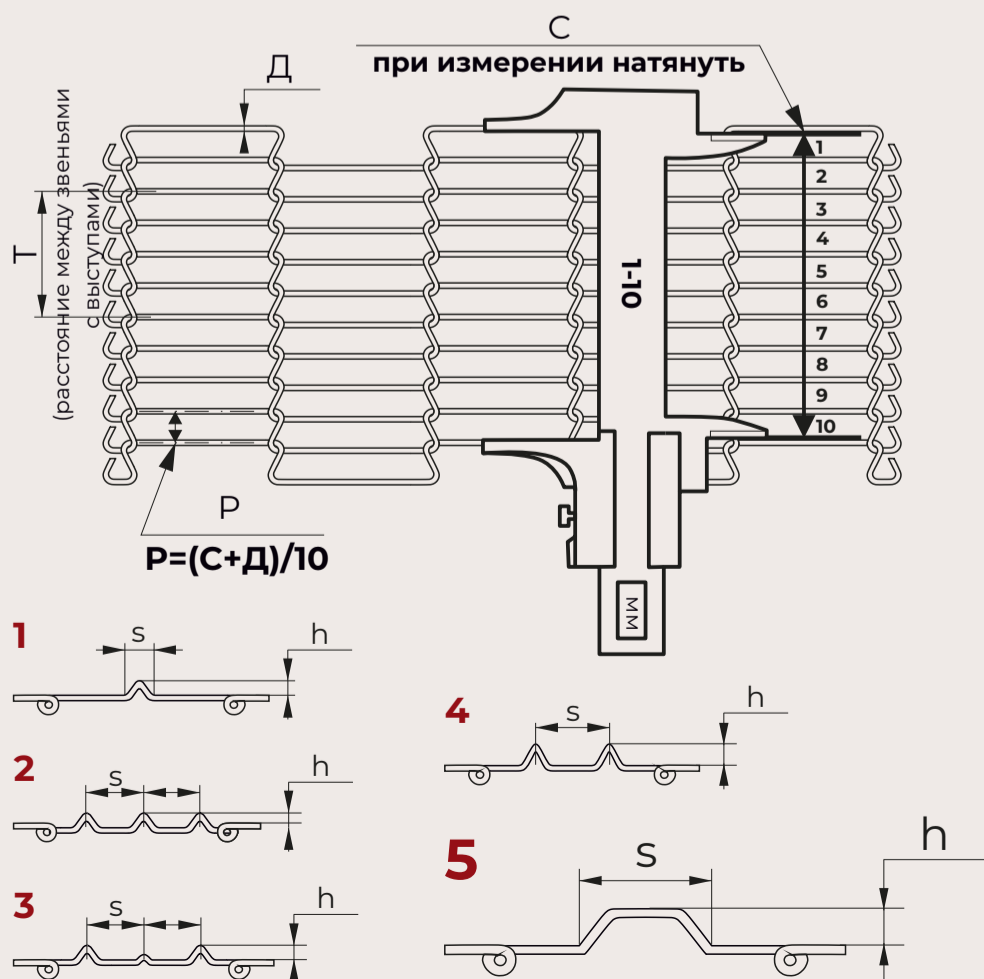 С
при измерении натянуть
Д
1
2
3
4
5
6
7
8
9
10
Т
(расстояние между звеньями
с выступами)
1-10
Р
Р=(С+Д)/10
ММ
1
s
h
2
s
h
3
s
h
4
s
h
5
s
h